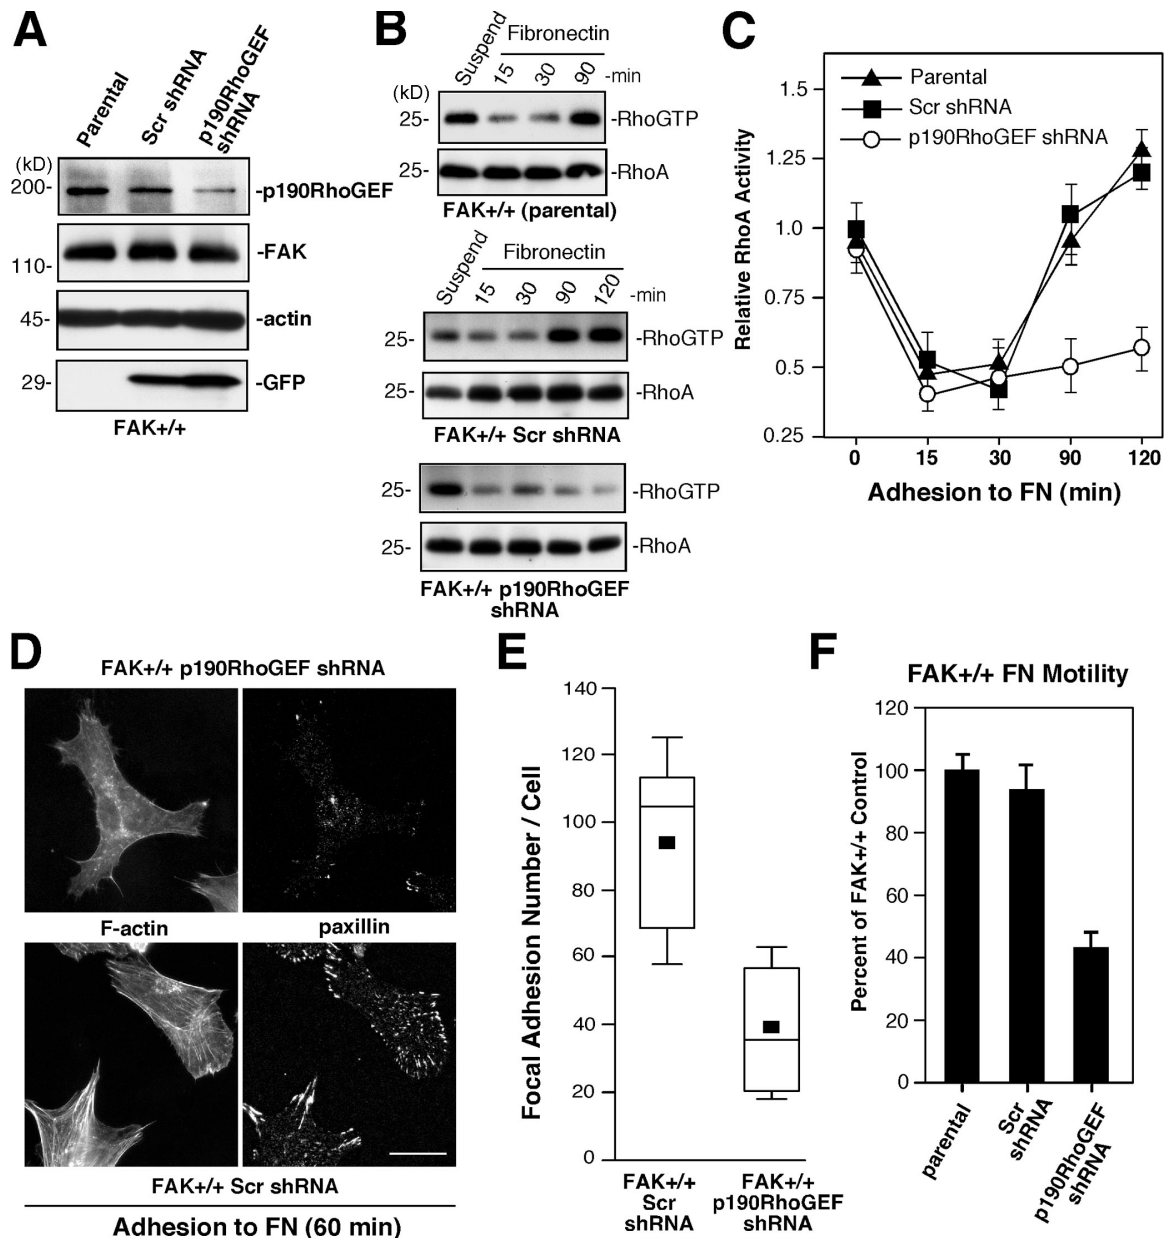 A
Parental
Scr shRNA
p190RhoGEF
shRNA
(kD)
200-
-p190RhoGEF
-FAK
110-
45-
-actin
29-
-GFP
FAK+/+
B
Suspend
Fibronectin
15
30
90
-min
(kD)
25-
-RhoGTP
25-
-RhoA
FAK+/+ (parental)
Suspend
Fibronectin
15
30
90
120
-min
25-
-RhoGTP
25-
-RhoA
FAK+/+ Scr shRNA
25-
-RhoGTP
25-
-RhoA
FAK+/+ p190RhoGEF
shRNA
C
Parental
Scr shRNA
p190RhoGEF shRNA
Relative RhoA Activity
1.5
1.25
1.0
0.75
0.5
0.25
0
15
30
90
120
Adhesion to FN (min)
D
FAK+/+ p190RhoGEF shRNA
F-actin
paxillin
FAK+/+ Scr shRNA
Adhesion to FN (60 min)
E
Focal Adhesion Number / Cell
140
120
100
80
60
40
20
0
FAK+/+
Scr
shRNA
FAK+/+
p190RhoGEF
shRNA
F
FAK+/+ FN Motility
Percent of FAK+/+ Control
120
100
80
60
40
20
0
parental
Scr
shRNA
p190RhoGEF
shRNA